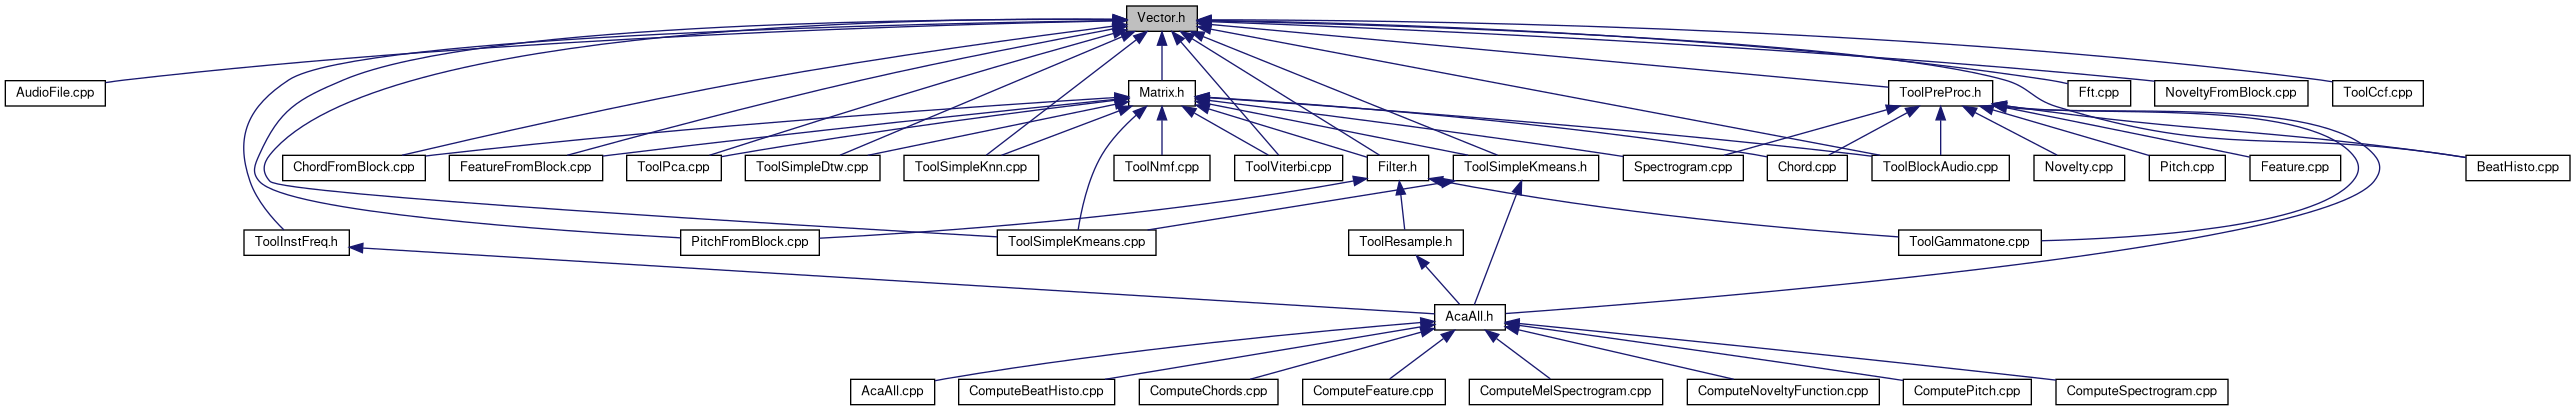 Vector.h
AudioFile.cpp
Matrix.h
ToolPreProc.h
Fft.cpp
NoveltyFromBlock.cpp
ToolCcf.cpp
ChordFromBlock.cpp
FeatureFromBlock.cpp
ToolPca.cpp
ToolSimpleDtw.cpp
ToolSimpleKnn.cpp
ToolNmf.cpp
ToolViterbi.cpp
Filter.h
ToolSimpleKmeans.h
Spectrogram.cpp
Chord.cpp
ToolBlockAudio.cpp
Novelty.cpp
Pitch.cpp
Feature.cpp
BeatHisto.cpp
ToolInstFreq.h
PitchFromBlock.cpp
ToolSimpleKmeans.cpp
ToolResample.h
ToolGammatone.cpp
AcaAll.h
AcaAll.cpp
ComputeBeatHisto.cpp
ComputeChords.cpp
ComputeFeature.cpp
ComputeMelSpectrogram.cpp
ComputeNoveltyFunction.cpp
ComputePitch.cpp
ComputeSpectrogram.cpp